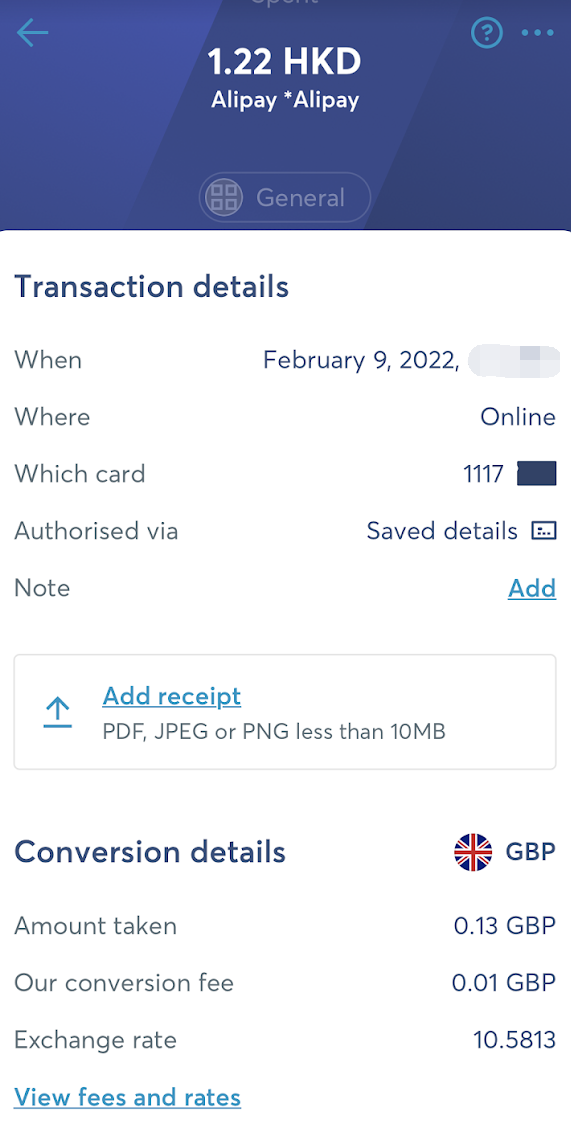 Spent
1.22 HKD
Alipay *Alipay
General
Transaction details
When February 9, 2022,
Where Online
Which card 1117
Authorised via Saved details
Note Add
Add receipt
PDF, JPEG or PNG less than 10MB
Conversion details GBP
Amount taken 0.13 GBP
Our conversion fee 0.01 GBP
Exchange rate 10.5813
View fees and rates